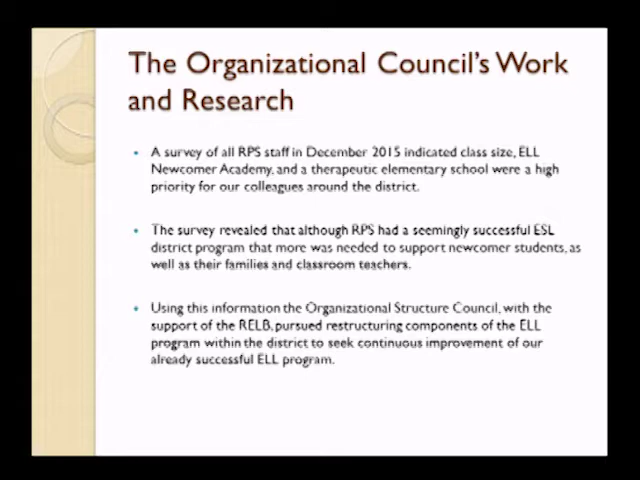 The Organizational Council's Work
and Research
• A survey of all RPS staff in December 2015 indicated class size, ELL
Newcomer Academy, and a therapeutic elementary school were a high
priority for our colleagues around the district.
• The survey revealed that although RPS had a seemingly successful ESL
district program that more was needed to support newcomer students, as
well as their families and classroom teachers.
• Using this information the Organizational Structure Council, with the
support of the RELB, pursued restructuring components of the ELL
program within the district to seek continuous improvement of our
already successful ELL program.